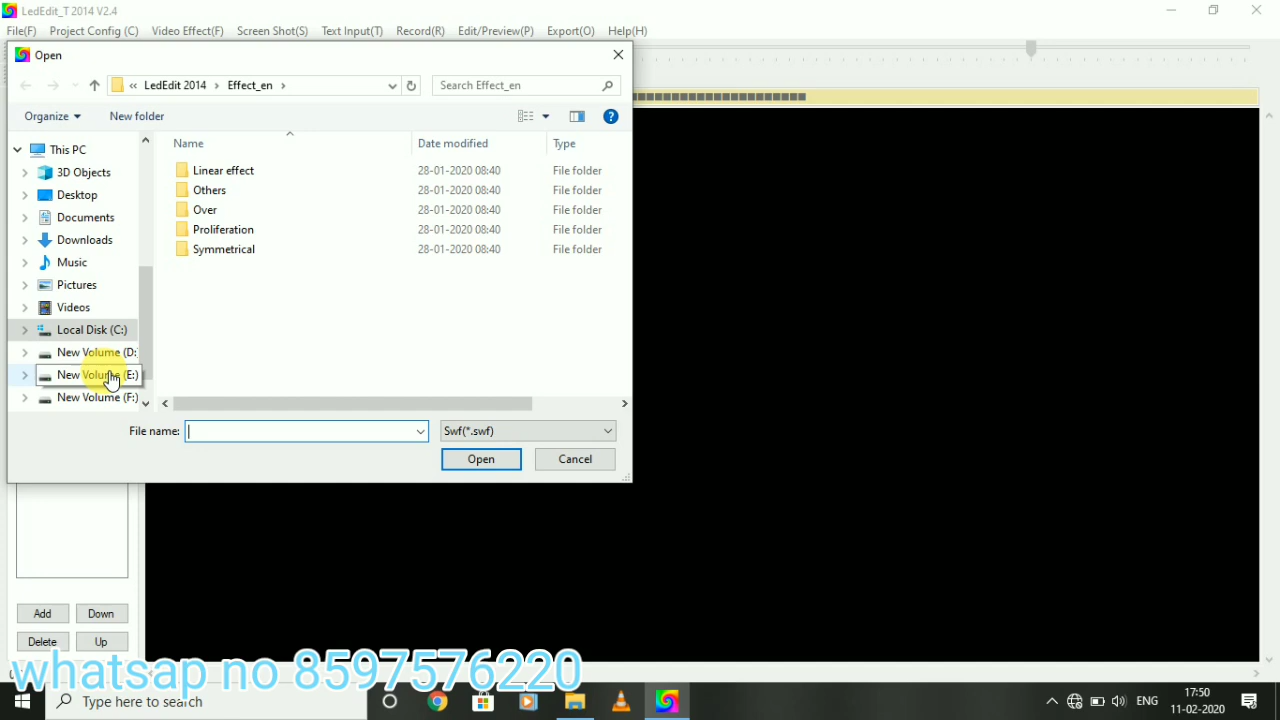 LedEdit_T 2014 V2.4
File(F) Project Config (C) Video Effect(F) Screen Shot(S) Text Input(T) Record(R) Edit/Preview(P) Export(O) Help(H)
Open
« LedEdit 2014 › Effect_en ›
Search Effect_en
Organize New folder
Name Date modified Type
This PC
3D Objects
Desktop
Documents
Downloads
Music
Pictures
Videos
Local Disk (C:)
New Volume (D:
New Volume (E:)
New Volume (F:)
Linear effect 28-01-2020 08:40 File folder
Others 28-01-2020 08:40 File folder
Over 28-01-2020 08:40 File folder
Proliferation 28-01-2020 08:40 File folder
Symmetrical 28-01-2020 08:40 File folder
File name: Swf(*.swf)
Open Cancel
Add Down
Delete Up
whatsap no 8597576220
Type here to search
ENG
17:50
11-02-2020